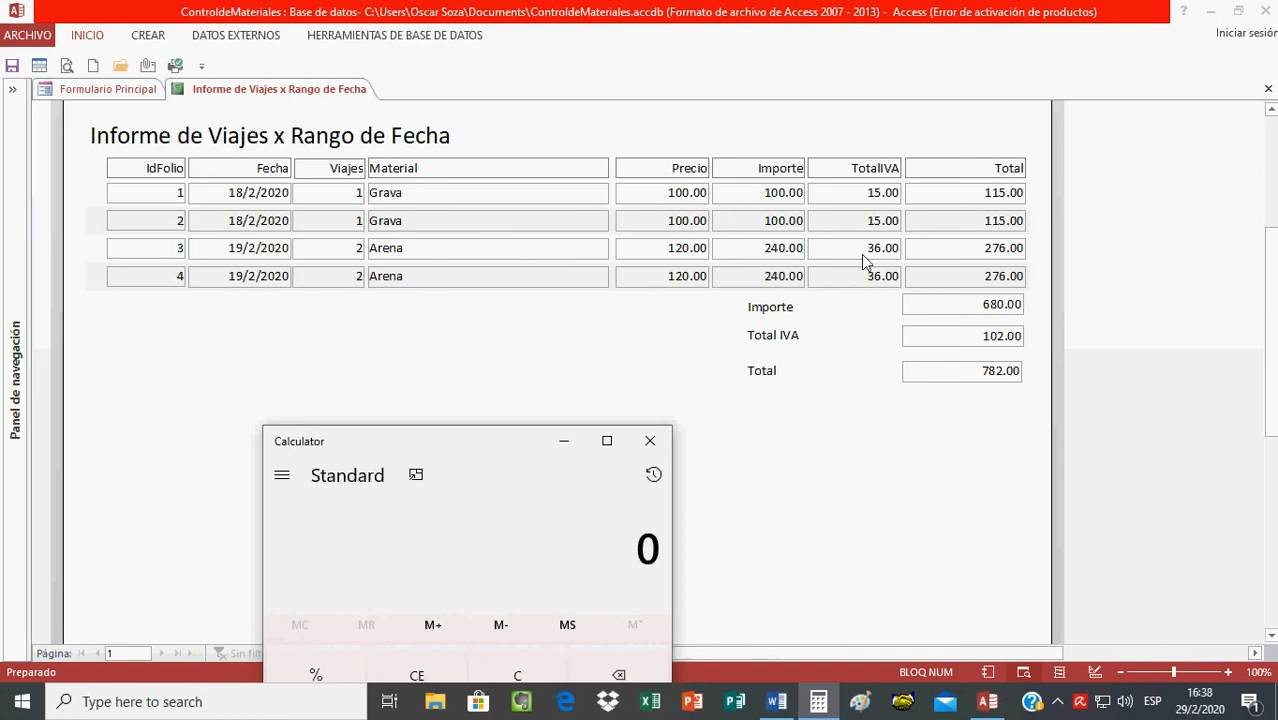 ControldeMateriales : Base de datos- C:\Users\Oscar Soza\Documents\ControldeMateriales.accdb (Formato de archivo de Access 2007 - 2013) - Access (Error de activación de productos)
ARCHIVO INICIO CREAR DATOS EXTERNOS HERRAMIENTAS DE BASE DE DATOS Iniciar sesión
Formulario Principal Informe de Viajes x Rango de Fecha
Panel de navegación
Informe de Viajes x Rango de Fecha
IdFolio Fecha Viajes Material Precio Importe TotalIVA Total
1 18/2/2020 1 Grava 100.00 100.00 15.00 115.00
2 18/2/2020 1 Grava 100.00 100.00 15.00 115.00
3 19/2/2020 2 Arena 120.00 240.00 36.00 276.00
4 19/2/2020 2 Arena 120.00 240.00 36.00 276.00
Importe 680.00
Total IVA 102.00
Total 782.00
Calculator
Standard
0
MC MR M+ M- MS M˅
% CE C
Página: 1 Sin filt
Preparado BLOQ NUM 100%
Type here to search ESP 16:38
29/2/2020 1